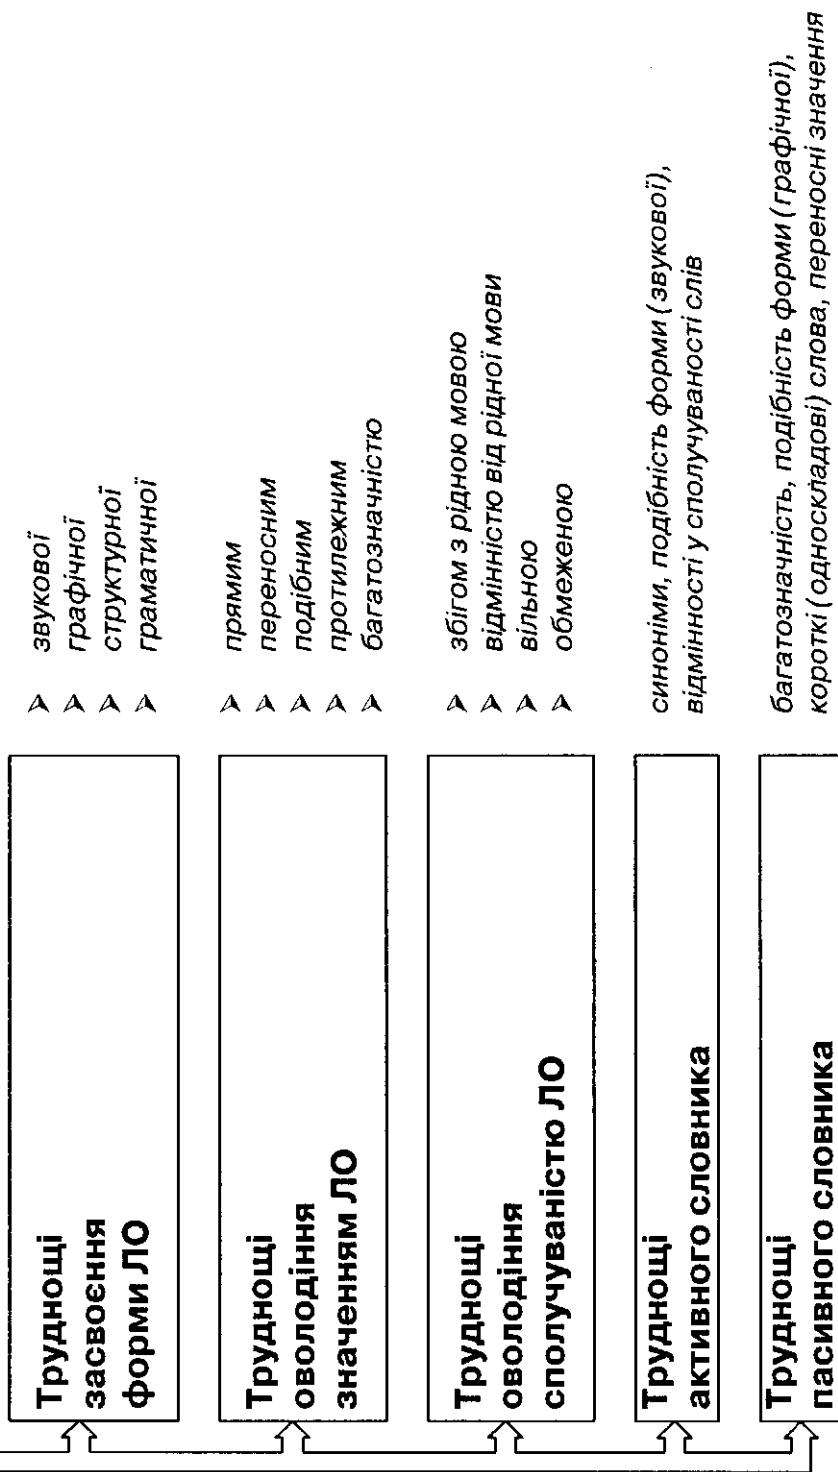 Труднощі
засвоєння
форми ЛО
➢ звукової
➢ графічної
➢ структурної
➢ граматичної
Труднощі
оволодіння
значенням ЛО
➢ прямим
➢ переносним
➢ подібним
➢ протилежним
➢ багатозначністю
Труднощі
оволодіння
сполучуваністю ЛО
➢ збігом з рідною мовою
➢ відмінністю від рідної мови
➢ вільною
➢ обмеженою
Труднощі
активного словника
синоніми, подібність форми (звукової),
відмінності у сполучуваності слів
Труднощі
пасивного словника
багатозначність, подібність форми (графічної),
короткі (односкладові) слова, переносні значення